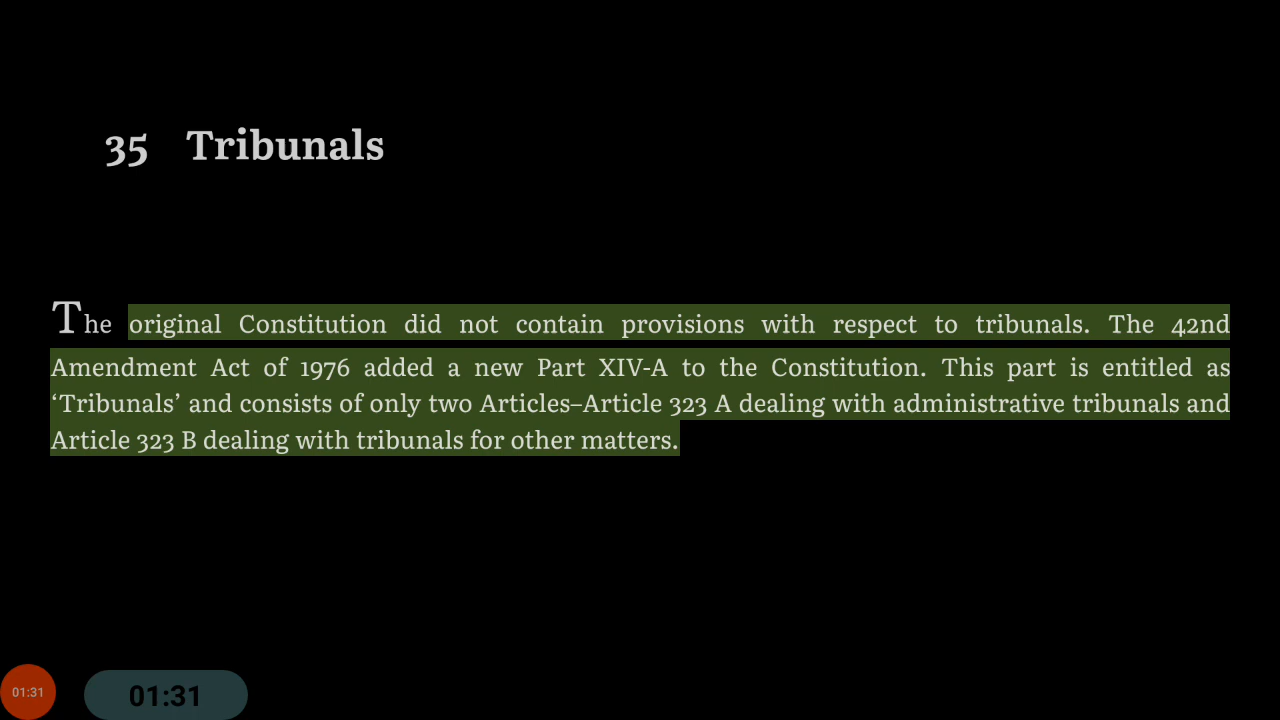 35 Tribunals
The original Constitution did not contain provisions with respect to tribunals. The 42nd
Amendment Act of 1976 added a new Part XIV-A to the Constitution. This part is entitled as
‘Tribunals’ and consists of only two Articles–Article 323 A dealing with administrative tribunals and
Article 323 B dealing with tribunals for other matters.
01:31
01:31